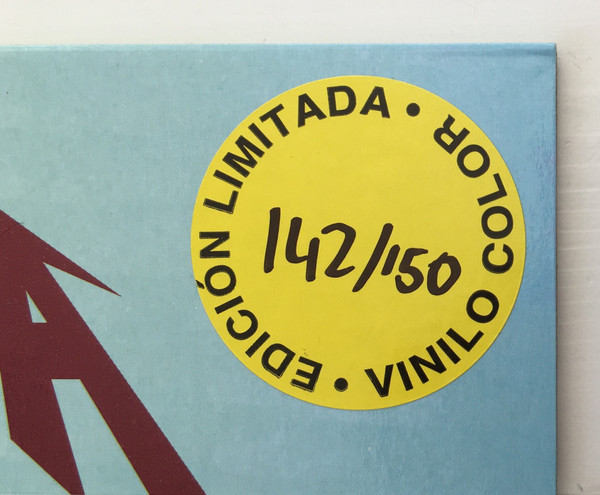 EDICIÓN LIMITADA • VINILO COLOR •
142/150